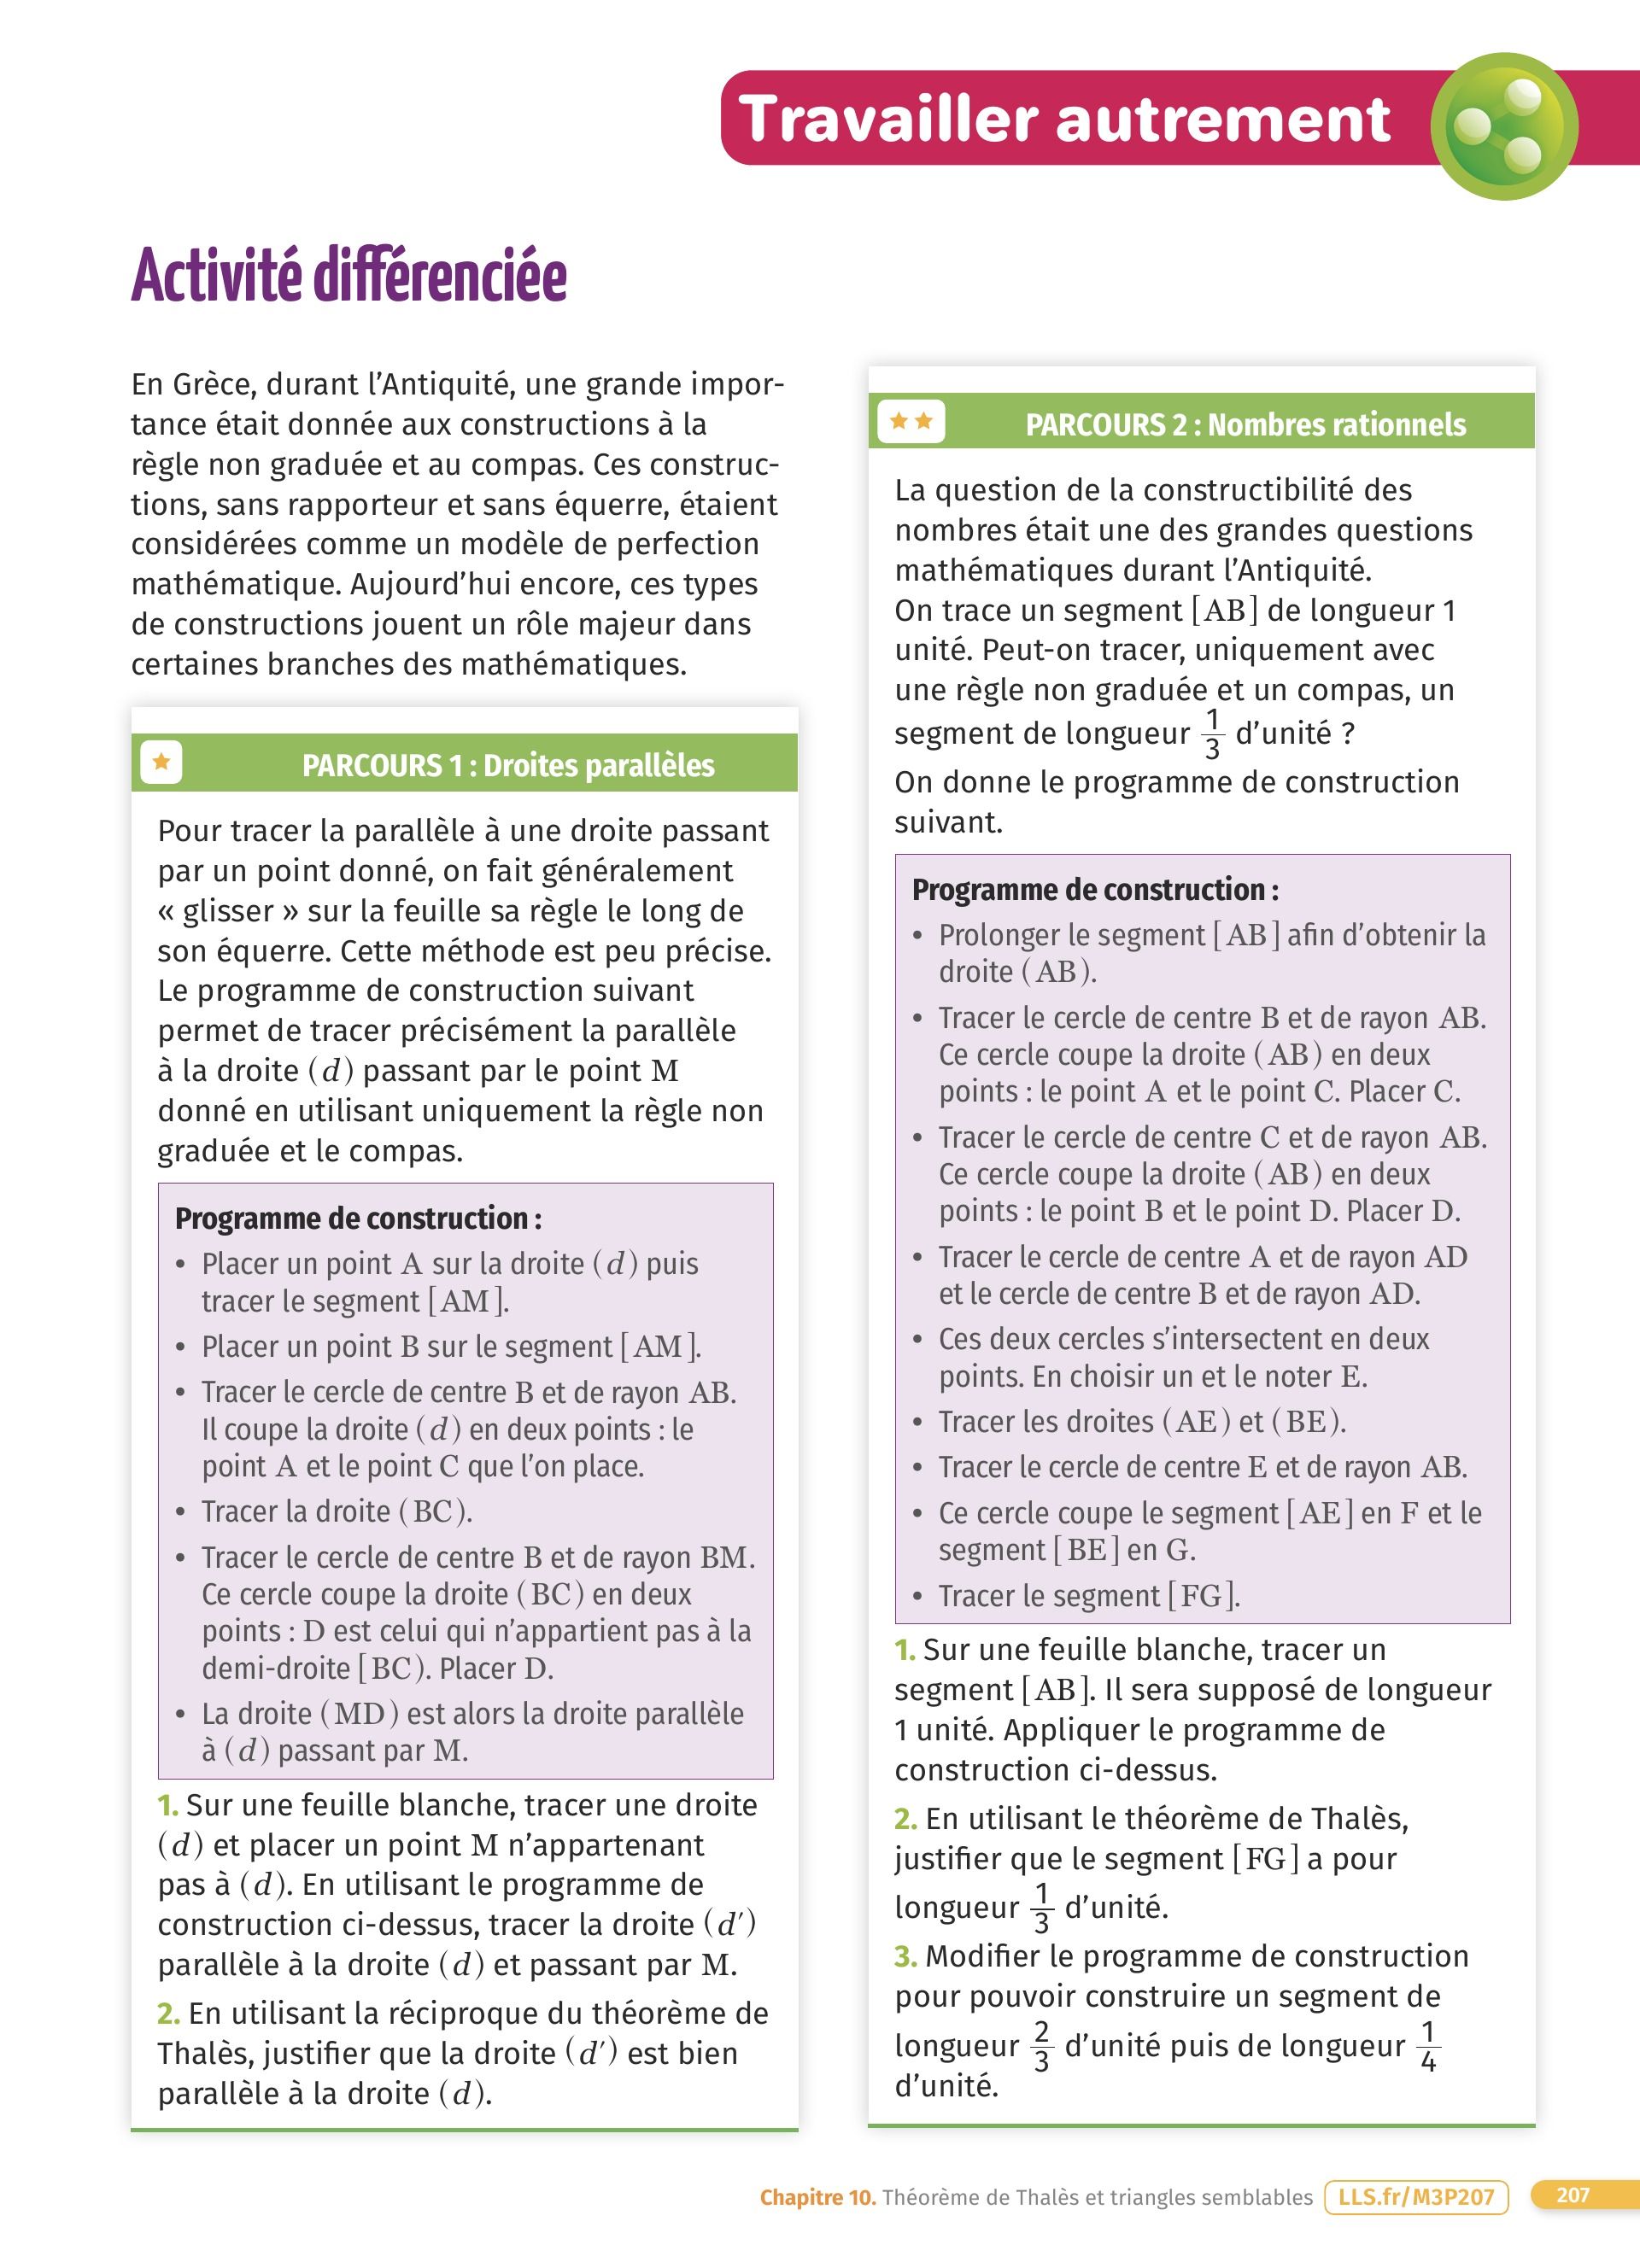 Travailler autrement
Activité différenciée
En Grèce, durant l’Antiquité, une grande impor-
tance était donnée aux constructions à la
règle non graduée et au compas. Ces construc-
tions, sans rapporteur et sans équerre, étaient
considérées comme un modèle de perfection
mathématique. Aujourd’hui encore, ces types
de constructions jouent un rôle majeur dans
certaines branches des mathématiques.
PARCOURS 1 : Droites parallèles
Pour tracer la parallèle à une droite passant
par un point donné, on fait généralement
« glisser » sur la feuille sa règle le long de
son équerre. Cette méthode est peu précise.
Le programme de construction suivant
permet de tracer précisément la parallèle
à la droite (d) passant par le point M
donné en utilisant uniquement la règle non
graduée et le compas.
Programme de construction :
• Placer un point A sur la droite (d) puis
tracer le segment [AM].
• Placer un point B sur le segment [AM].
• Tracer le cercle de centre B et de rayon AB.
Il coupe la droite (d) en deux points : le
point A et le point C que l’on place.
• Tracer la droite (BC).
• Tracer le cercle de centre B et de rayon BM.
Ce cercle coupe la droite (BC) en deux
points : D est celui qui n’appartient pas à la
demi-droite [BC). Placer D.
• La droite (MD) est alors la droite parallèle
à (d) passant par M.
1. Sur une feuille blanche, tracer une droite
(d) et placer un point M n’appartenant
pas à (d). En utilisant le programme de
construction ci-dessus, tracer la droite (d′)
parallèle à la droite (d) et passant par M.
2. En utilisant la réciproque du théorème de
Thalès, justifier que la droite (d′) est bien
parallèle à la droite (d).
PARCOURS 2 : Nombres rationnels
La question de la constructibilité des
nombres était une des grandes questions
mathématiques durant l’Antiquité.
On trace un segment [AB] de longueur 1
unité. Peut-on tracer, uniquement avec
une règle non graduée et un compas, un
segment de longueur 1/3 d’unité ?
On donne le programme de construction
suivant.
Programme de construction :
• Prolonger le segment [AB] afin d’obtenir la
droite (AB).
• Tracer le cercle de centre B et de rayon AB.
Ce cercle coupe la droite (AB) en deux
points : le point A et le point C. Placer C.
• Tracer le cercle de centre C et de rayon AB.
Ce cercle coupe la droite (AB) en deux
points : le point B et le point D. Placer D.
• Tracer le cercle de centre A et de rayon AD
et le cercle de centre B et de rayon AD.
• Ces deux cercles s’intersectent en deux
points. En choisir un et le noter E.
• Tracer les droites (AE) et (BE).
• Tracer le cercle de centre E et de rayon AB.
• Ce cercle coupe le segment [AE] en F et le
segment [BE] en G.
• Tracer le segment [FG].
1. Sur une feuille blanche, tracer un
segment [AB]. Il sera supposé de longueur
1 unité. Appliquer le programme de
construction ci-dessus.
2. En utilisant le théorème de Thalès,
justifier que le segment [FG] a pour
longueur 1/3 d’unité.
3. Modifier le programme de construction
pour pouvoir construire un segment de
longueur 2/3 d’unité puis de longueur 1/4
d’unité.
Chapitre 10. Théorème de Thalès et triangles semblables LLS.fr/M3P207 207